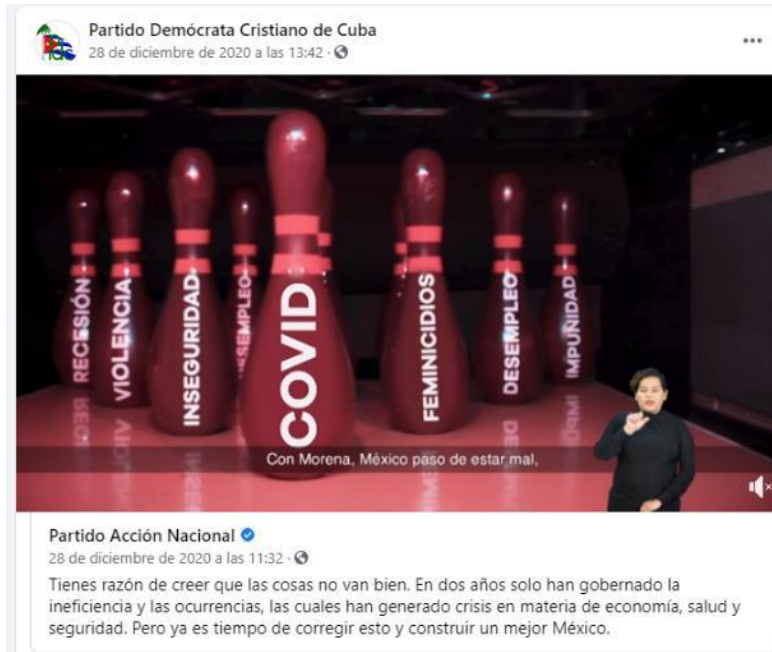 Partido Demócrata Cristiano de Cuba
28 de diciembre de 2020 a las 13:42 ·
RECESIÓN
VIOLENCIA
INSEGURIDAD
COVID
FEMINICIDIOS
DESEMPLEO
IMPUNIDAD
Con Morena, México paso de estar mal,
Partido Acción Nacional
28 de diciembre de 2020 a las 11:32 ·
Tienes razón de creer que las cosas no van bien. En dos años solo han gobernado la
ineficiencia y las ocurrencias, las cuales han generado crisis en materia de economía, salud y
seguridad. Pero ya es tiempo de corregir esto y construir un mejor México.